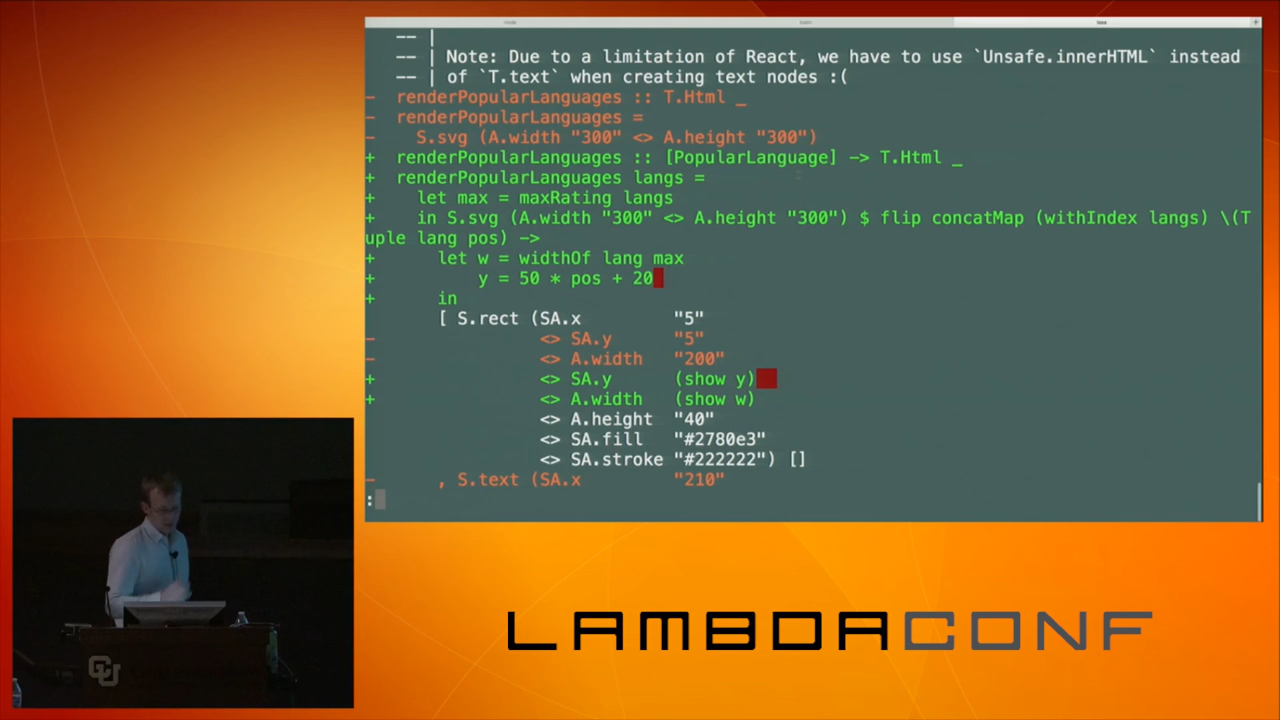 -- |
-- | Note: Due to a limitation of React, we have to use `Unsafe.innerHTML` instead
-- | of `T.text` when creating text nodes :(
- renderPopularLanguages :: T.Html _
- renderPopularLanguages =
- S.svg (A.width "300" <> A.height "300")
+ renderPopularLanguages :: [PopularLanguage] -> T.Html _
+ renderPopularLanguages langs =
+ let max = maxRating langs
+ in S.svg (A.width "300" <> A.height "300") $ flip concatMap (withIndex langs) \(T
uple lang pos) ->
+ let w = widthOf lang max
+ y = 50 * pos + 20
+ in
[ S.rect (SA.x "5"
- <> SA.y "5"
- <> A.width "200"
+ <> SA.y (show y)
+ <> A.width (show w)
<> A.height "40"
<> SA.fill "#2780e3"
<> SA.stroke "#222222") []
- , S.text (SA.x "210"
:
CU
LAMBDACONF